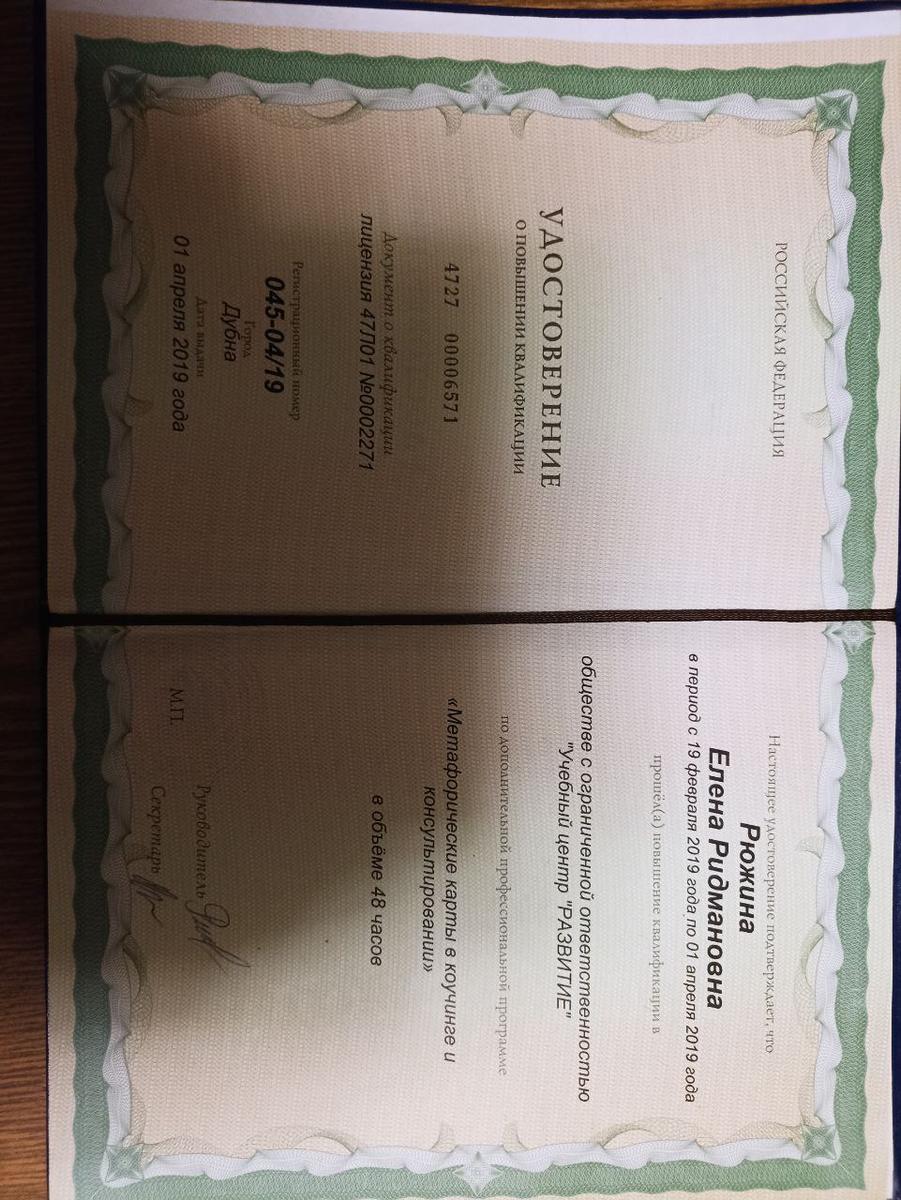 РОССИЙСКАЯ ФЕДЕРАЦИЯ
УДОСТОВЕРЕНИЕ
О ПОВЫШЕНИИ КВАЛИФИКАЦИИ
4727 00006571
Документ о квалификации
лицензия 47Л01 №0002271
Регистрационный номер
045-04/19
Город
Дубна
Дата выдачи
01 апреля 2019 года
Настоящее удостоверение подтверждает, что
Рюжина
Елена Ридмановна
в период с 19 февраля 2019 года по 01 апреля 2019 года
прошёл(а) повышение квалификации в
обществе с ограниченной ответственностью
"Учебный центр "РАЗВИТИЕ"
по дополнительной профессиональной программе
«Метафорические карты в коучинге и
консультировании»
в объёме 48 часов
Руководитель
М.П.
Секретарь